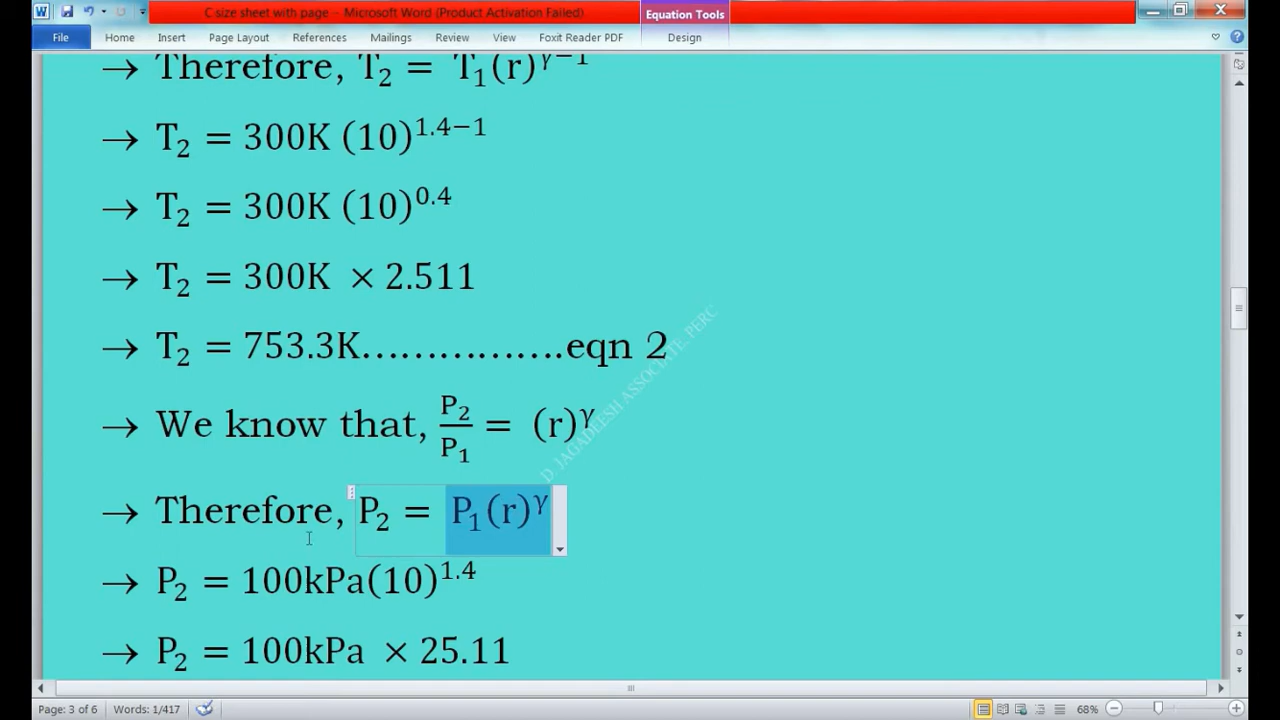 C size sheet with page - Microsoft Word (Product Activation Failed)
Equation Tools
File Home Insert Page Layout References Mailings Review View Foxit Reader PDF Design
→ Therefore, T₂ = T₁(r)^γ−1
→ T₂ = 300K (10)^1.4−1
→ T₂ = 300K (10)^0.4
→ T₂ = 300K × 2.511
→ T₂ = 753.3K................eqn 2
→ We know that, P₂/P₁ = (r)^γ
→ Therefore, P₂ = P₁(r)^γ
→ P₂ = 100kPa(10)^1.4
→ P₂ = 100kPa × 25.11
D. JAGADEESH ASSOCIATE, PERC
Page: 3 of 6 Words: 1/417 68%